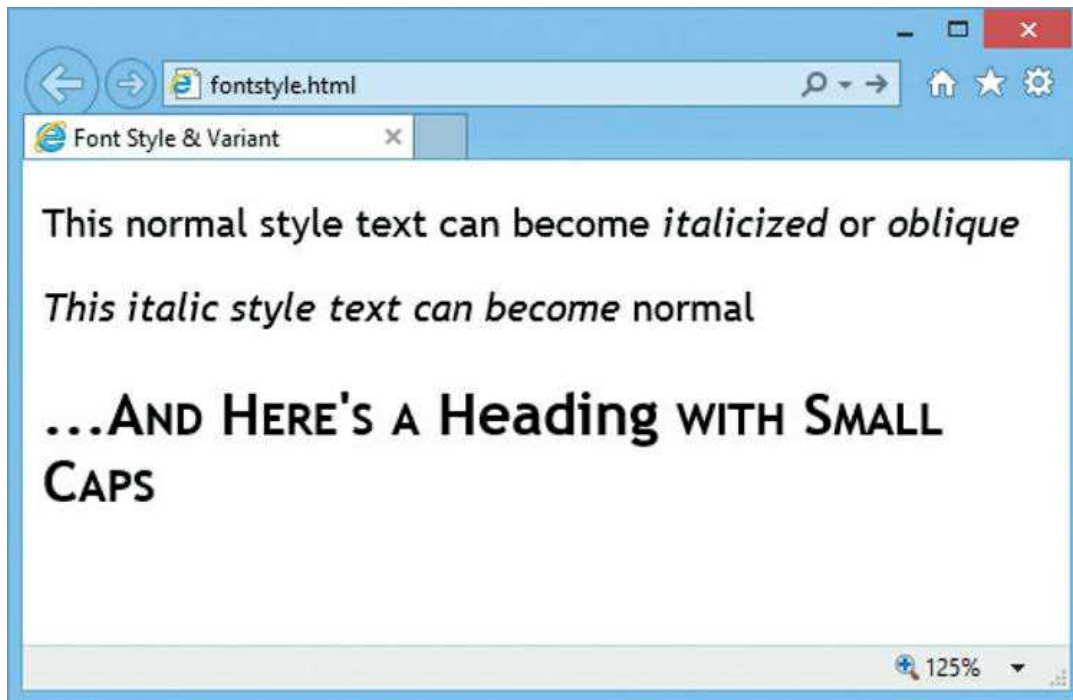 fontstyle.html
Font Style & Variant
This normal style text can become italicized or oblique
This italic style text can become normal
...And Here's a Heading with Small
Caps
125%